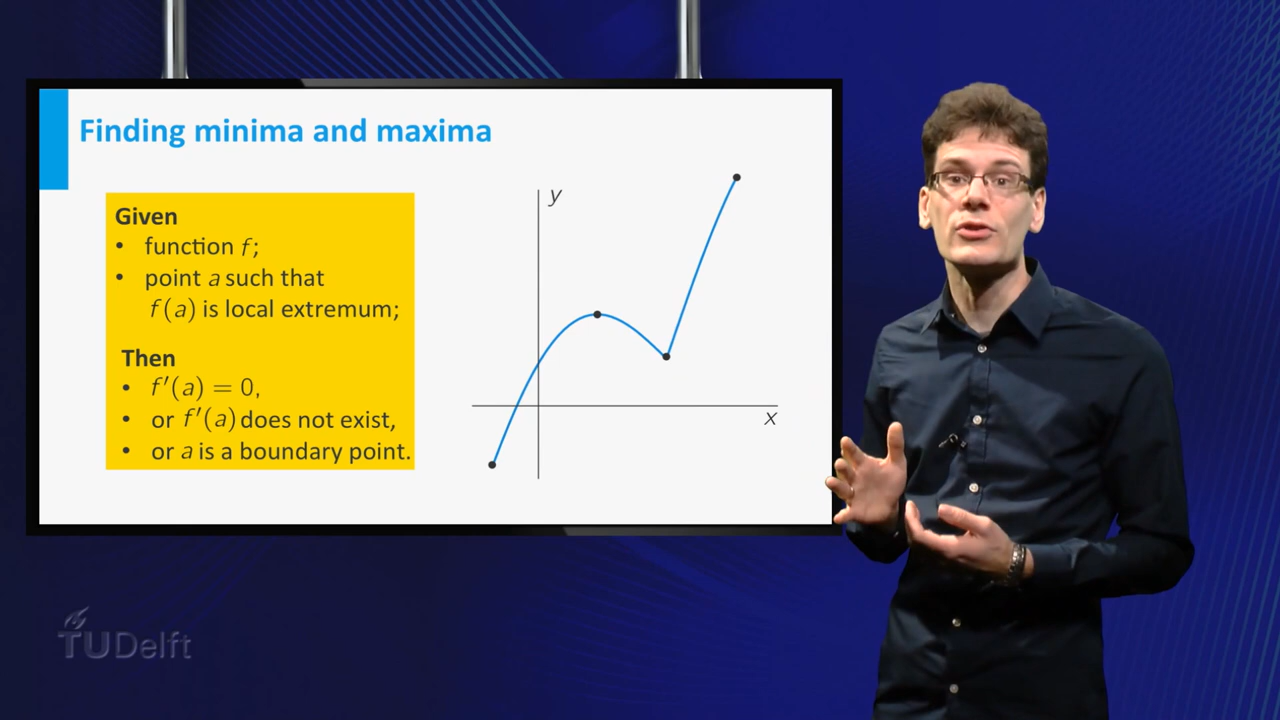 Finding minima and maxima
Given
• function f;
• point a such that
f(a) is local extremum;
Then
• f′(a) = 0,
• or f′(a) does not exist,
• or a is a boundary point.
y
x
TUDelft